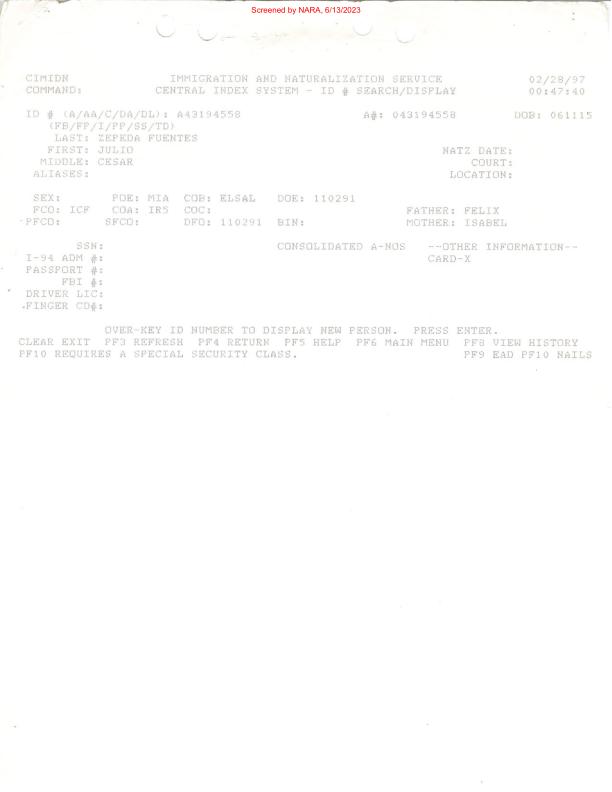 Screened by NARA, 6/13/2023
CIMIDN IMMIGRATION AND NATURALIZATION SERVICE 02/28/97
COMMAND: CENTRAL INDEX SYSTEM - ID # SEARCH/DISPLAY 00:47:40
ID # (A/AA/C/DA/DL): A43194558 A#: 043194558 DOB: 061115
(FB/FF/I/PP/SS/TD)
LAST: ZEPEDA FUENTES
FIRST: JULIO NATZ DATE:
MIDDLE: CESAR COURT:
ALIASES: LOCATION:
SEX: POE: MIA COB: ELSAL DOE: 110291
FCO: ICF COA: IR5 COC: FATHER: FELIX
PFCO: SFCO: DFO: 110291 BIN: MOTHER: ISABEL
SSN: CONSOLIDATED A-NOS --OTHER INFORMATION--
I-94 ADM #: CARD-X
PASSPORT #:
FBI #:
DRIVER LIC:
FINGER CD#:
OVER-KEY ID NUMBER TO DISPLAY NEW PERSON. PRESS ENTER.
CLEAR EXIT PF3 REFRESH PF4 RETURN PF5 HELP PF6 MAIN MENU PF8 VIEW HISTORY
PF10 REQUIRES A SPECIAL SECURITY CLASS. PF9 EAD PF10 NAILS